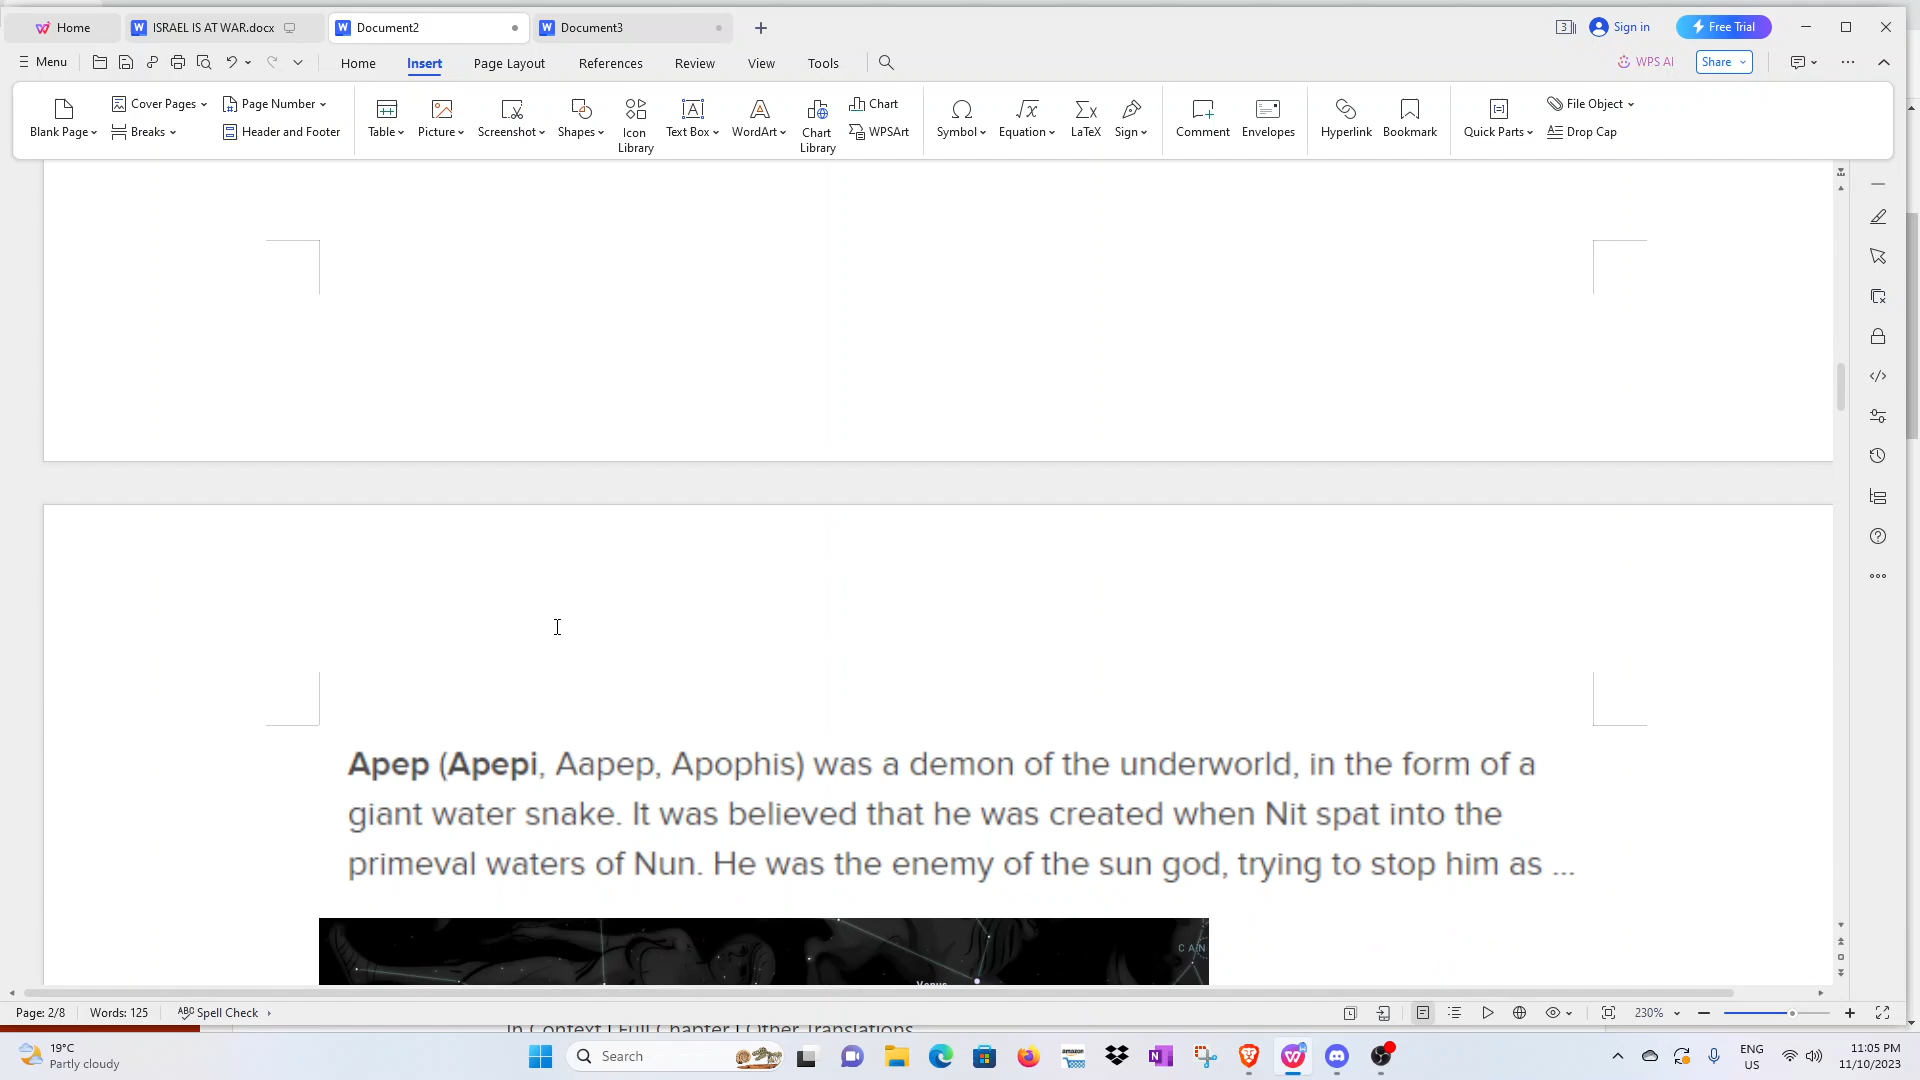 Home
ISRAEL IS AT WAR.docx
Document2
Document3
3
Sign in
Free Trial
Menu
Home
Insert
Page Layout
References
Review
View
Tools
WPS AI
Share
Blank Page
Cover Pages
Breaks
Page Number
Header and Footer
Table
Picture
Screenshot
Shapes
Icon
Library
Text Box
WordArt
Chart
Library
Chart
WPSArt
Symbol
Equation
LaTeX
Sign
Comment
Envelopes
Hyperlink
Bookmark
Quick Parts
File Object
Drop Cap
Apep (Apepi, Aapep, Apophis) was a demon of the underworld, in the form of a
giant water snake. It was believed that he was created when Nit spat into the
primeval waters of Nun. He was the enemy of the sun god, trying to stop him as ...
CAN
Venus
Page: 2/8
Words: 125
Spell Check
230%
In Context | Full Chapter | Other Translations
19°C
Partly cloudy
Search
amazon
ENG
US
11:05 PM
11/10/2023